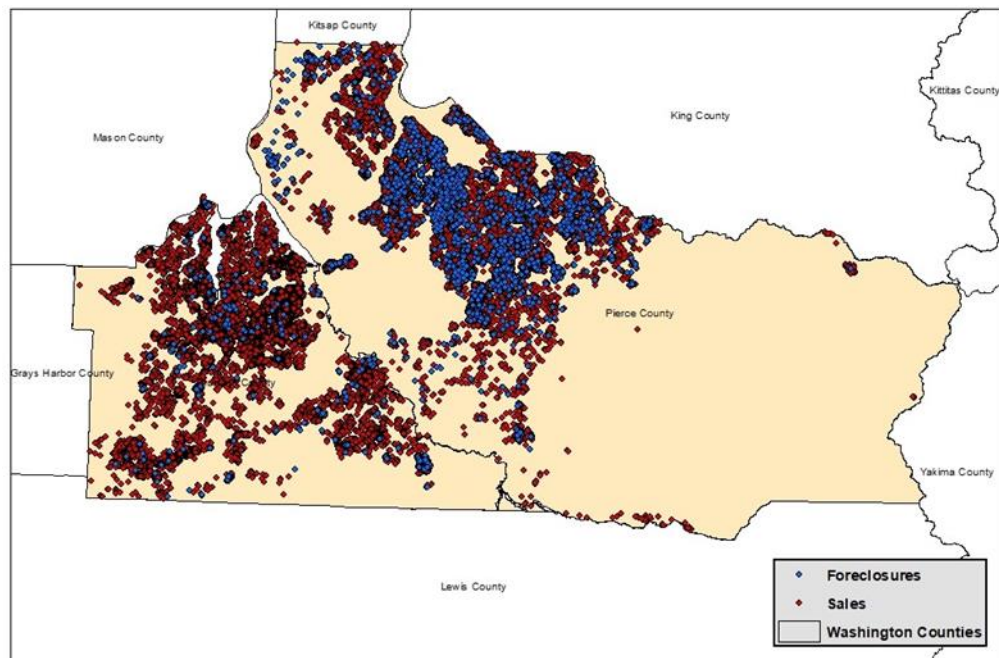 Kitsap County
Kittitas County
King County
Mason County
Pierce County
Grays Harbor County
County
Yakima County
Lewis County
Foreclosures
Sales
Washington Counties